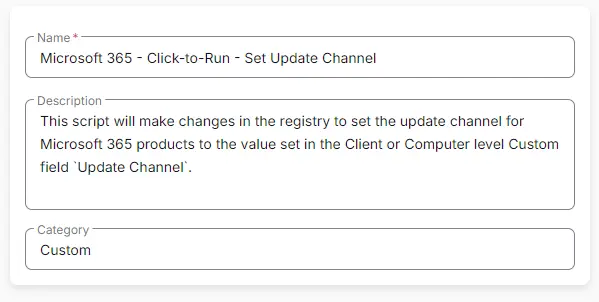 Name *
Microsoft 365 - Click-to-Run - Set Update Channel
Description
This script will make changes in the registry to set the update channel for
Microsoft 365 products to the value set in the Client or Computer level Custom
field `Update Channel`.
Category
Custom